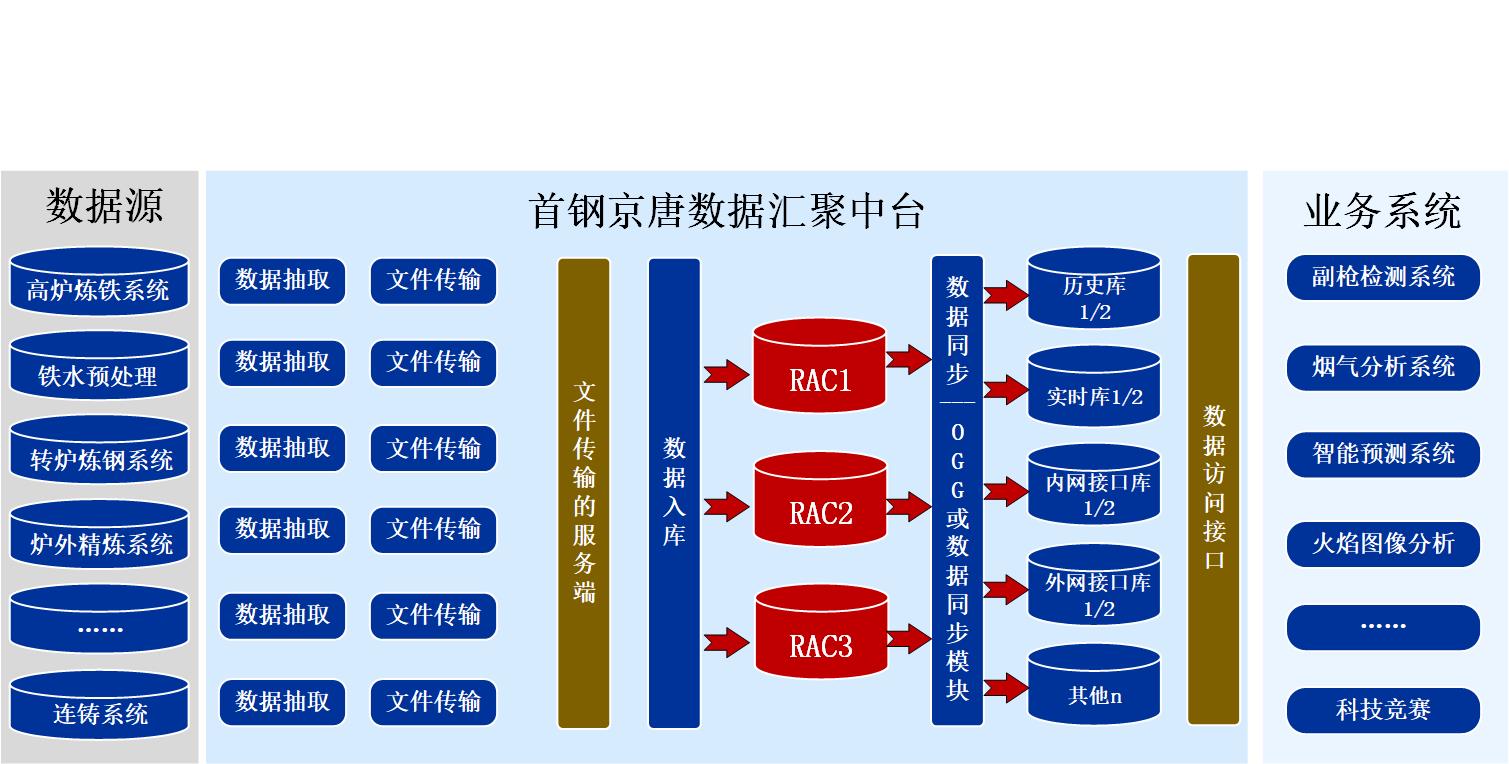 数据源
高炉炼铁系统
铁水预处理
转炉炼钢系统
炉外精炼系统
……
连铸系统
首钢京唐数据汇聚中台
数据抽取
文件传输
数据抽取
文件传输
数据抽取
文件传输
数据抽取
文件传输
数据抽取
文件传输
数据抽取
文件传输
文件传输的服务端
数据入库
RAC1
RAC2
RAC3
数据同步——OGG或数据同步模块
历史库
1/2
实时库1/2
内网接口库
1/2
外网接口库
1/2
其他n
数据访问接口
业务系统
副枪检测系统
烟气分析系统
智能预测系统
火焰图像分析
……
科技竞赛